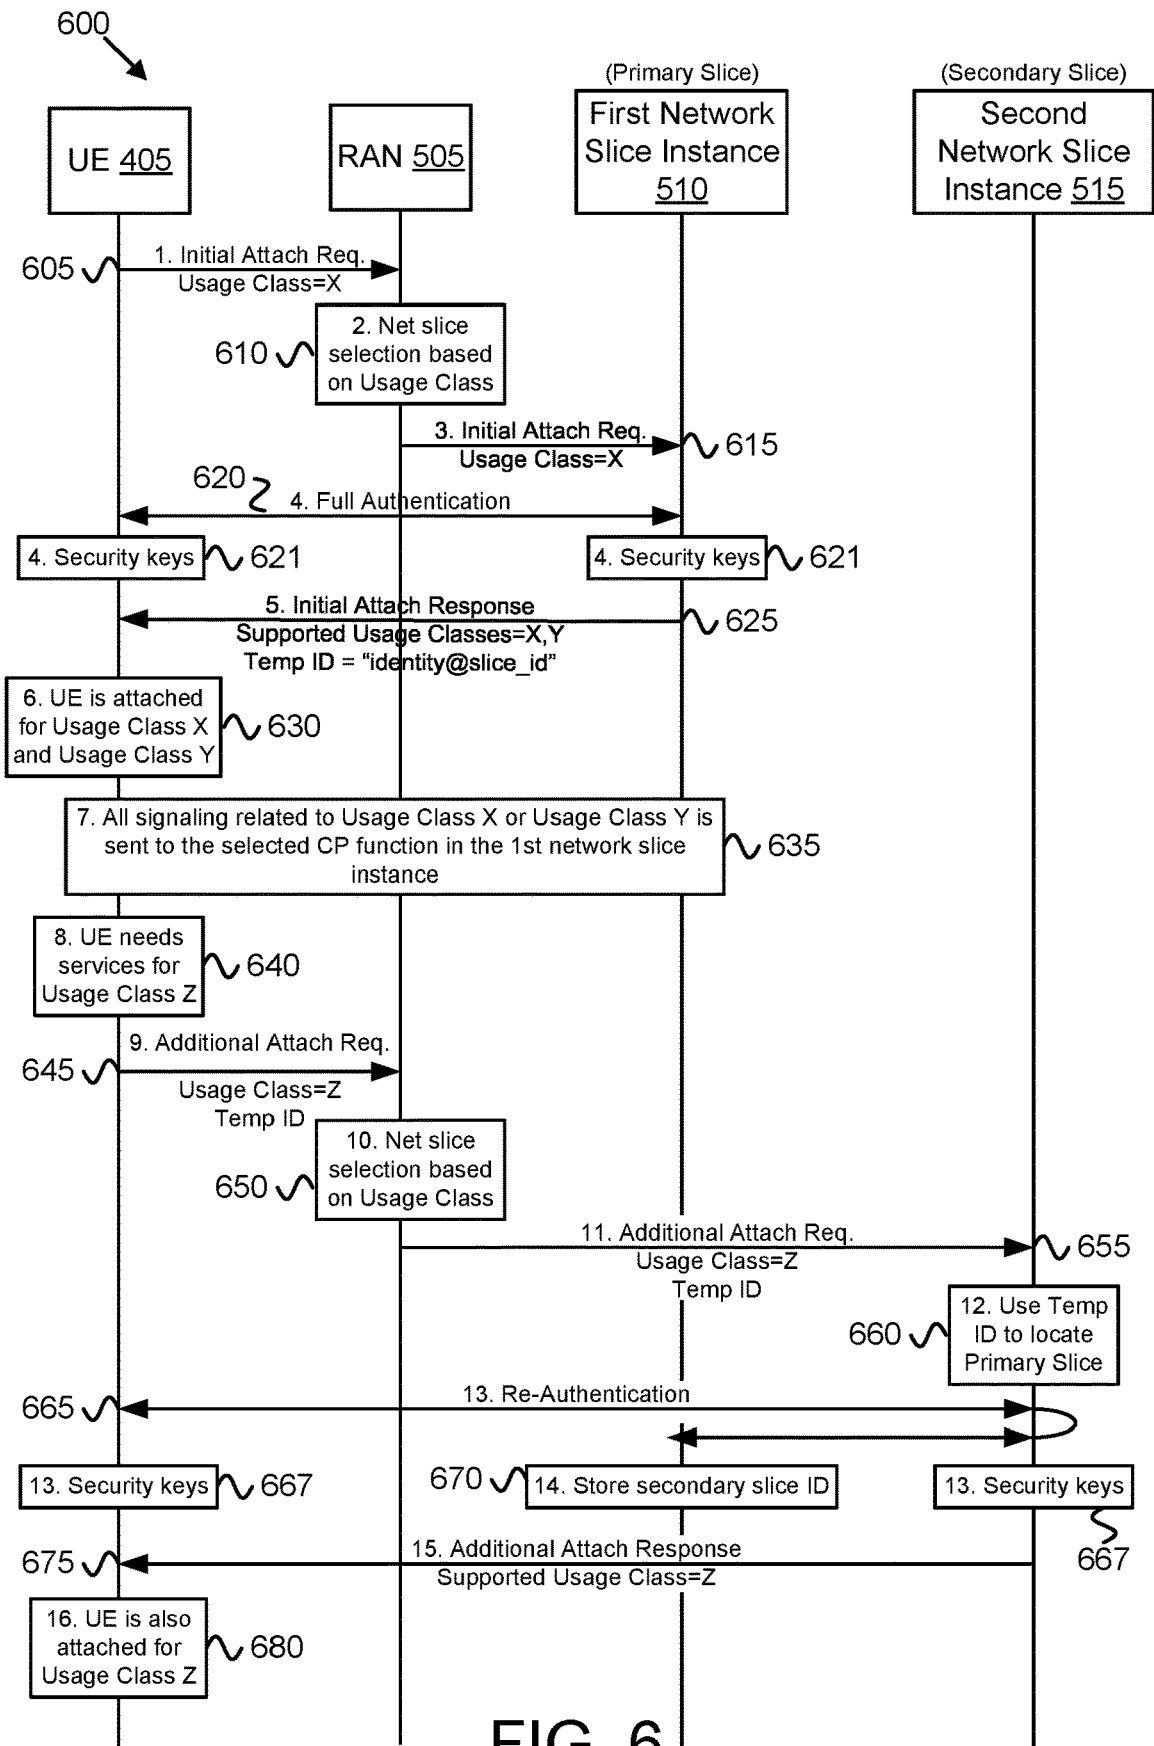 600
(Primary Slice)
(Secondary Slice)
UE 405
RAN 505
First Network
Slice Instance
510
Second
Network Slice
Instance 515
1. Initial Attach Req.
Usage Class=X
605
2. Net slice
selection based
on Usage Class
610
3. Initial Attach Req.
Usage Class=X
615
620
4. Full Authentication
4. Security keys
621
4. Security keys
621
5. Initial Attach Response
Supported Usage Classes=X,Y
Temp ID = “identity@slice_id”
625
6. UE is attached
for Usage Class X
and Usage Class Y
630
7. All signaling related to Usage Class X or Usage Class Y is
sent to the selected CP function in the 1st network slice
instance
635
8. UE needs
services for
Usage Class Z
640
9. Additional Attach Req.
645
Usage Class=Z
Temp ID
10. Net slice
selection based
on Usage Class
650
11. Additional Attach Req.
Usage Class=Z
Temp ID
655
12. Use Temp
ID to locate
Primary Slice
660
13. Re-Authentication
665
13. Security keys
667
670
14. Store secondary slice ID
13. Security keys
667
15. Additional Attach Response
Supported Usage Class=Z
675
16. UE is also
attached for
Usage Class Z
680
FIG. 6